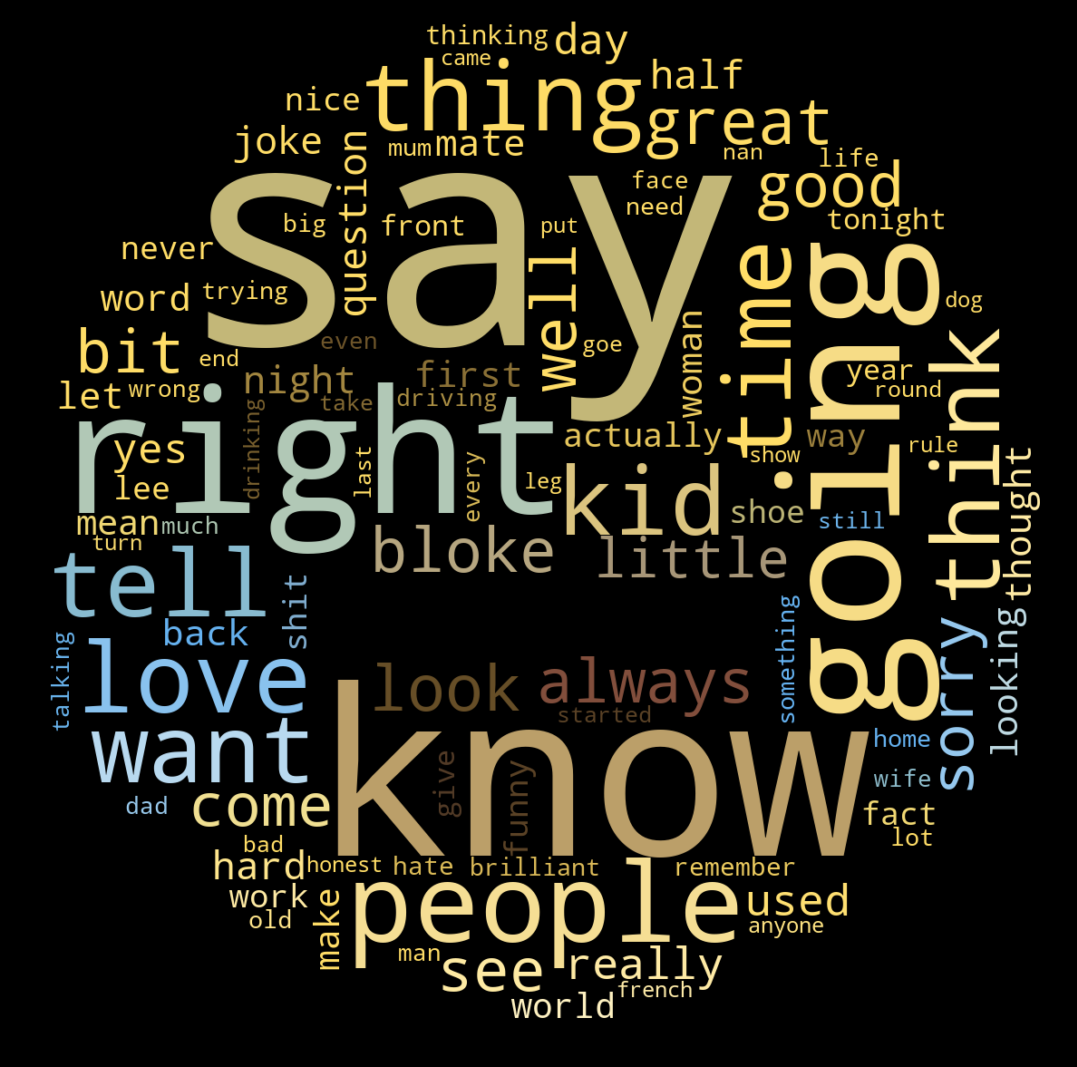 thinking day
came
thing half
nice great
joke mum mate nan life
question face good
say need tonight
never big front put
word trying well time going dog
bit even goe woman think
end year
let wrong night first round
take driving
right yes drinking last every leg kid actually show way rule
lee shoe thought
mean much still
turn bloke little
tell shit something sorry looking
back
talking love look always
started
want know home
give funny wife
dad come fact
lot
bad
hard honest hate brilliant remember
work people used
old make anyone
man see really
french
world